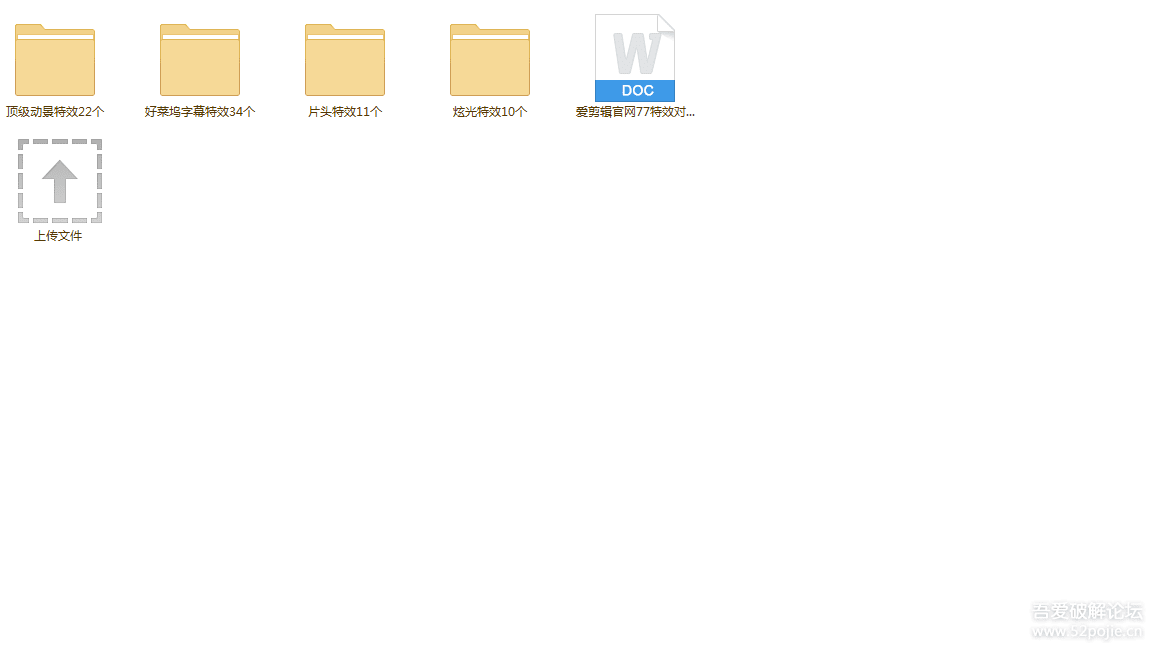 顶级动景特效22个
好菜坞字幕特效34个
片头特效11个
炫光特效10个
W
DOC
爱剪辑官网77特效对...
上传文件
吾爱破解论坛
www.52pojie.cn